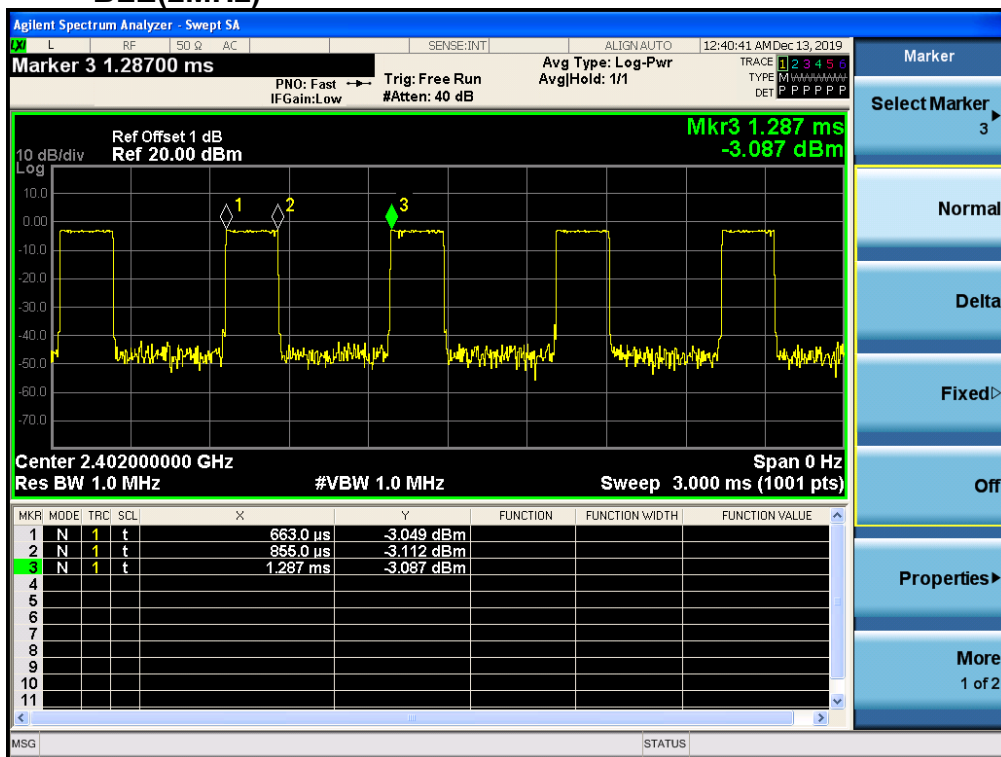 Agilent Spectrum Analyzer - Swept SA
LXI L RF 50 Ω AC SENSE:INT ALIGNAUTO 12:40:41 AM Dec 13, 2019
Marker 3 1.28700 ms
PNO: Fast
IFGain:Low
Trig: Free Run
#Atten: 40 dB
Avg Type: Log-Pwr
Avg|Hold: 1/1
TRACE 1 2 3 4 5 6
TYPE M
DET P P P P P P
Marker
Select Marker
3
Normal
Delta
Fixed
Off
Properties
More
1 of 2
Mkr3 1.287 ms
-3.087 dBm
Ref Offset 1 dB
Ref 20.00 dBm
10 dB/div
Log
10.0
0.00
-10.0
-20.0
-30.0
-40.0
-50.0
-60.0
-70.0
1 2 3
Center 2.402000000 GHz Span 0 Hz
Res BW 1.0 MHz #VBW 1.0 MHz Sweep 3.000 ms (1001 pts)
MKR MODE TRC SCL X Y FUNCTION FUNCTION WIDTH FUNCTION VALUE
1 N 1 t 663.0 µs -3.049 dBm
2 N 1 t 855.0 µs -3.112 dBm
3 N 1 t 1.287 ms -3.087 dBm
4
5
6
7
8
9
10
11
MSG STATUS